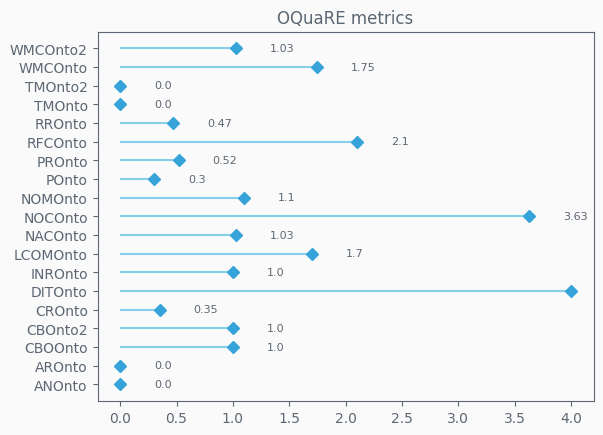 OQuaRE metrics
WMCOnto2 1.03
WMCOnto 1.75
TMOnto2 0.0
TMOnto 0.0
RROnto 0.47
RFCOnto 2.1
PROnto 0.52
POnto 0.3
NOMOnto 1.1
NOCOnto 3.63
NACOnto 1.03
LCOMOnto 1.7
INROnto 1.0
DITOnto
CROnto 0.35
CBOnto2 1.0
CBOOnto 1.0
AROnto 0.0
ANOnto 0.0
0.0 0.5 1.0 1.5 2.0 2.5 3.0 3.5 4.0